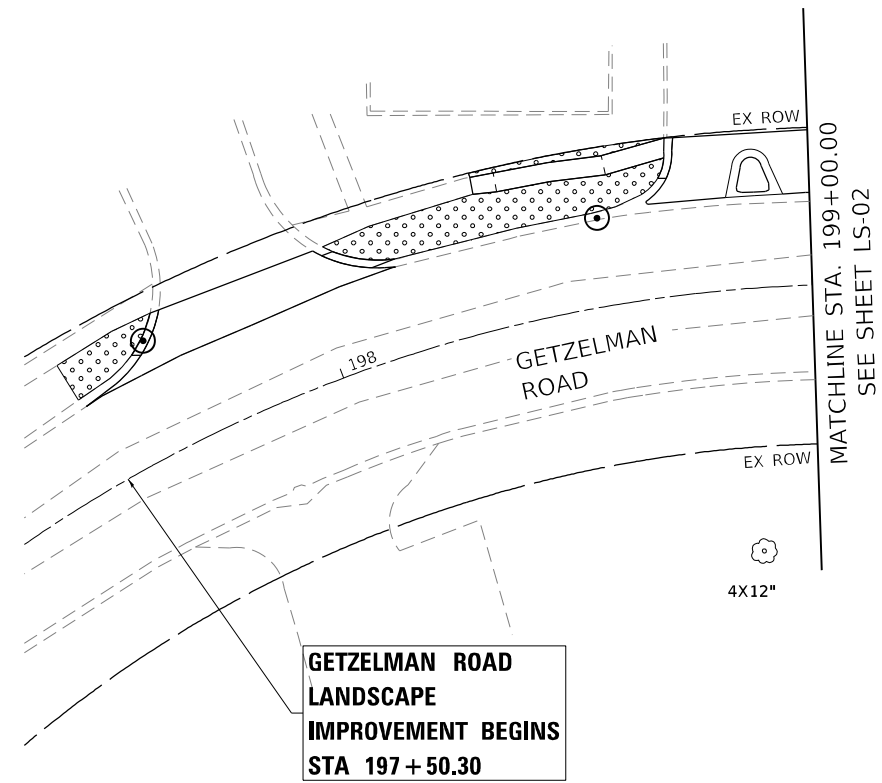 EX ROW
MATCHLINE STA. 199+00.00
SEE SHEET LS-02
198
GETZELMAN
ROAD
EX ROW
4X12"
GETZELMAN ROAD
LANDSCAPE
IMPROVEMENT BEGINS
STA 197+50.30